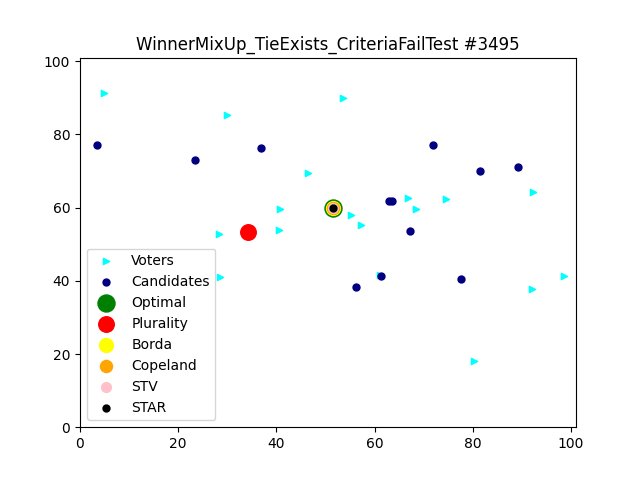 WinnerMixUp_TieExists_CriteriaFailTest #3495
100
80
60
40
20
0
Voters
Candidates
Optimal
Plurality
Borda
Copeland
STV
STAR
0 20 40 60 80 100